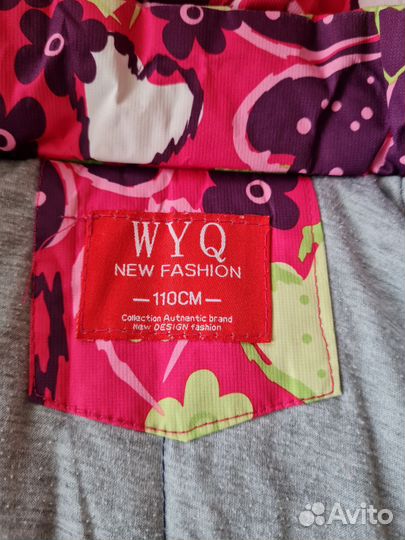 WYQ
NEW FASHION
—110CM—
Collection Authentic brand
New DESIGN fashion
Avito